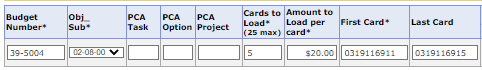 Budget Number* Obj_ Sub* PCA Task PCA Option PCA Project Cards to Load* (25 max) Amount to Load per card* First Card* Last Card
39-5004 02-08-00 5 $20.00 0319116911 0319116915